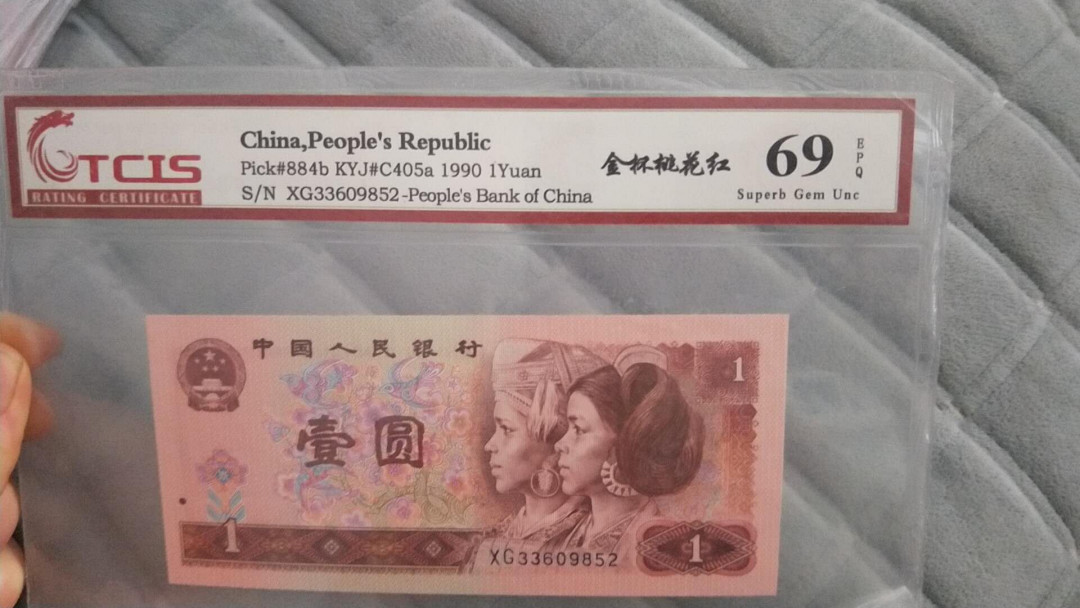 TCIS
RATING CERTIFICATE
China,People's Republic
Pick#884b KYJ#C405a 1990 1Yuan
S/N XG33609852-People's Bank of China
金杯桃花红
69
EPQ
Superb Gem Unc
中国人民银行
1
壹圆
1
XG33609852
1